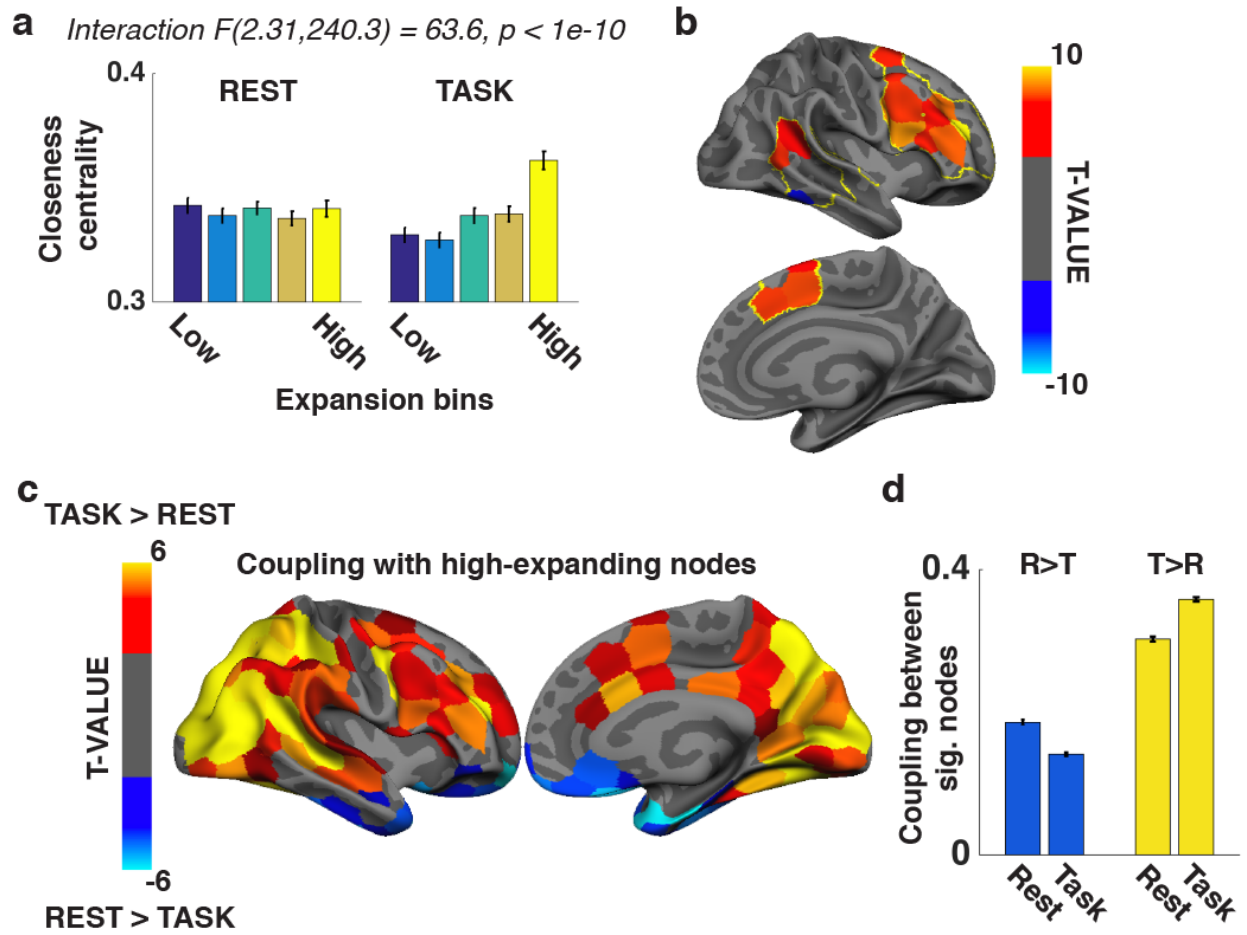 a
Interaction F(2.31,240.3) = 63.6, p < 1e-10
0.4
REST
TASK
Closeness
centrality
0.3
Low
High
Low
High
Expansion bins
b
10
T-VALUE
-10
c
TASK > REST
6
Coupling with high-expanding nodes
T-VALUE
-6
REST > TASK
d
R>T
T>R
0.4
Coupling between
sig. nodes
0
Rest
Task
Rest
Task